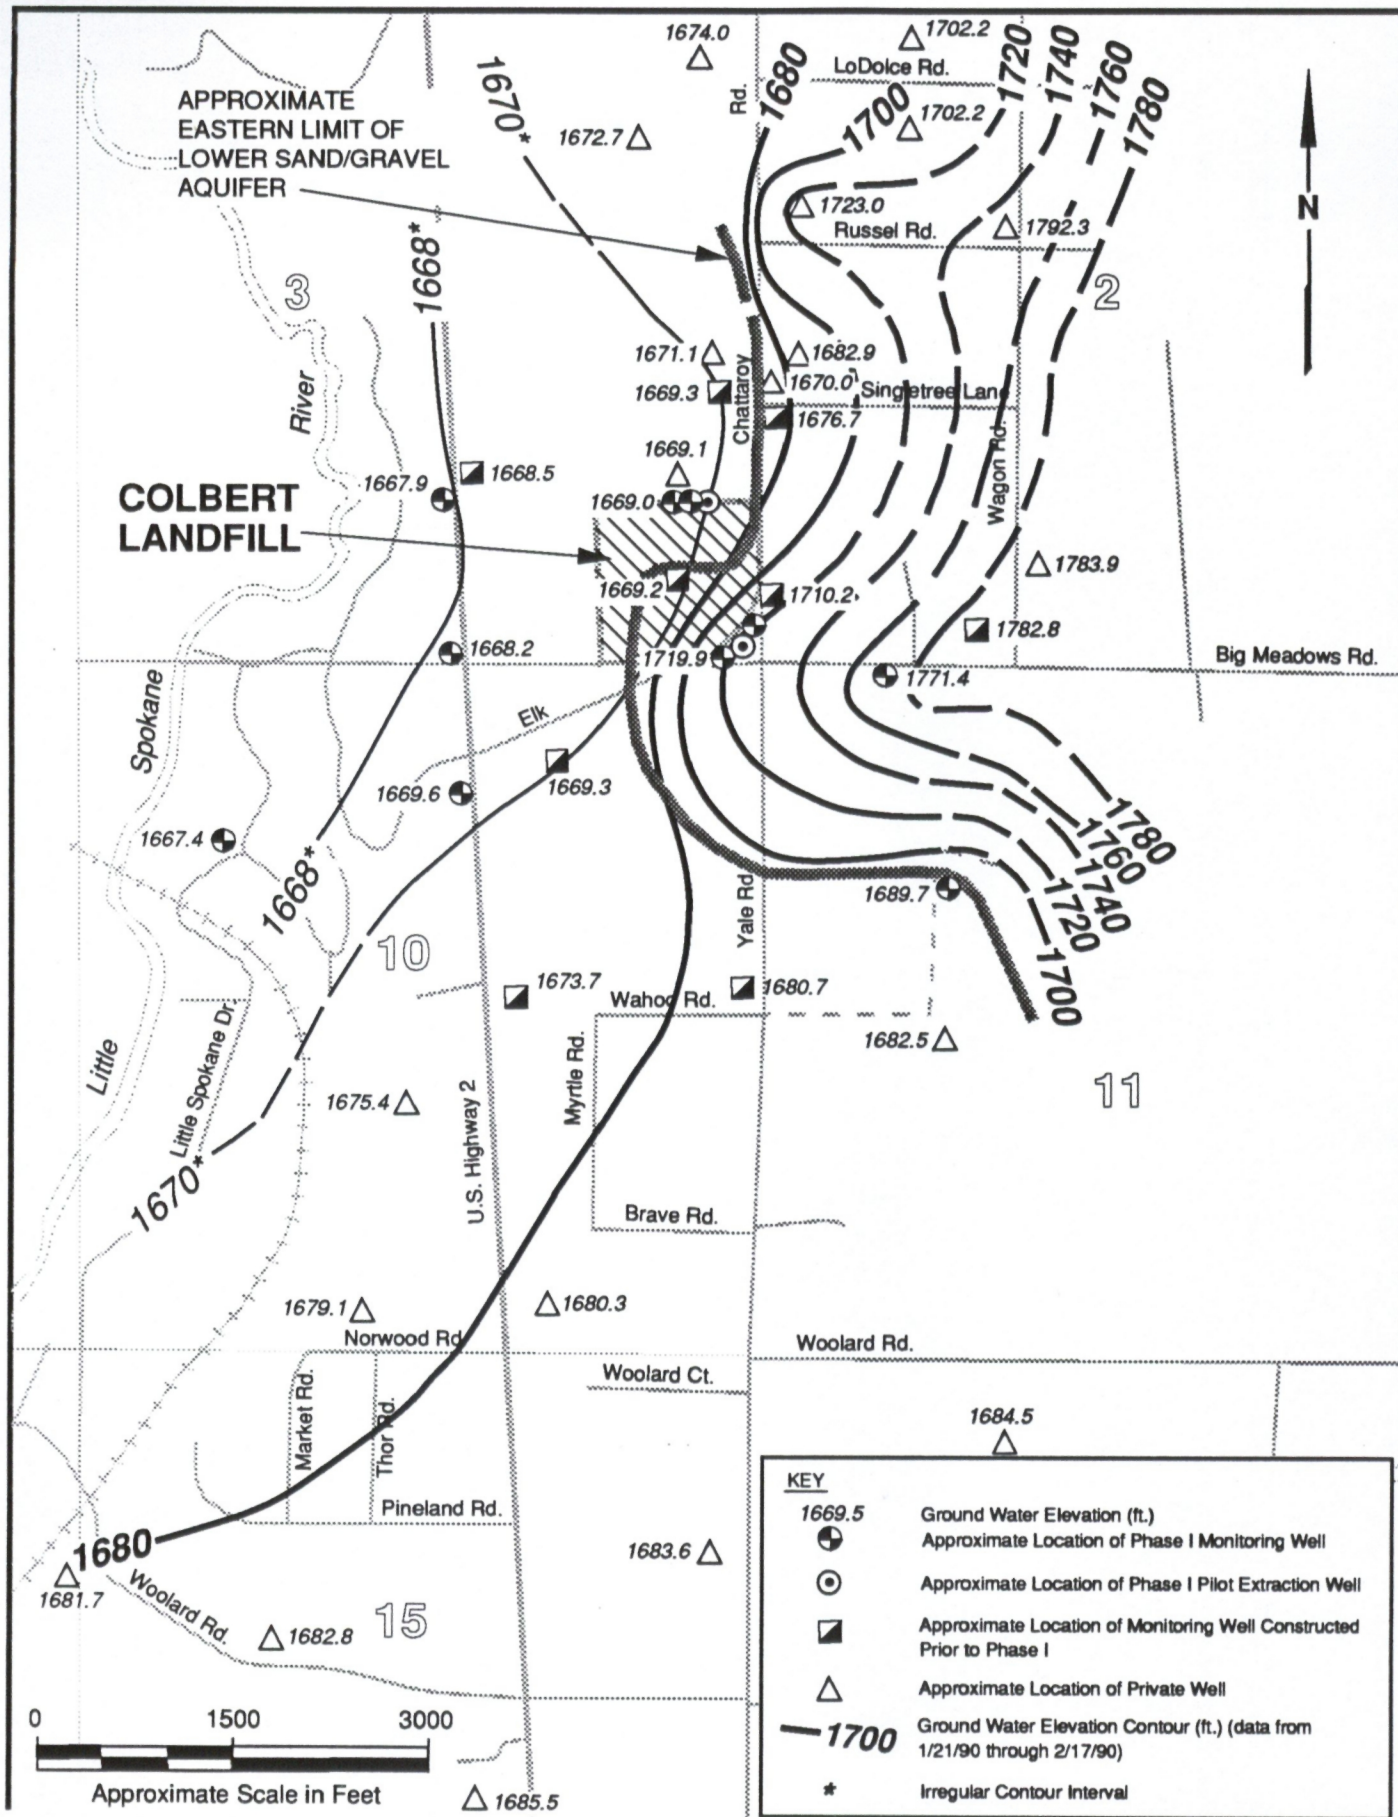 1674.0
1702.2
LoDolce Rd.
1720
1740
1760
1780
APPROXIMATE
EASTERN LIMIT OF
LOWER SAND/GRAVEL
AQUIFER
1670*
1672.7
Rd.
1680
1700
1702.2
N
1723.0
Russel Rd.
1792.3
3
1668*
2
River
1671.1
1682.9
1669.3
Chattaroy
1670.0
Singletree Lane
1676.7
1669.1
Wagon Rd.
COLBERT
LANDFILL
1667.9
1668.5
1669.0
1783.9
1669.2
1710.2
1782.8
1668.2
1719.9
Big Meadows Rd.
1771.4
Spokane
Elk
1669.3
1669.6
1667.4
1780
1760
1740
1720
1700
1668*
1689.7
Yale Rd.
10
1673.7
1680.7
Wahoo Rd.
Little
Little Spokane Dr.
1682.5
11
1675.4
U.S. Highway 2
Myrtle Rd.
1670*
Brave Rd.
1679.1
1680.3
Norwood Rd.
Woolard Rd.
Woolard Ct.
Market Rd.
Thor Rd.
1684.5
Pineland Rd.
1680
1683.6
1681.7
Woolard Rd.
1682.8
15
0 1500 3000
Approximate Scale in Feet
1685.5
KEY
1669.5 Ground Water Elevation (ft.)
Approximate Location of Phase I Monitoring Well
Approximate Location of Phase I Pilot Extraction Well
Approximate Location of Monitoring Well Constructed
Prior to Phase I
Approximate Location of Private Well
1700 Ground Water Elevation Contour (ft.) (data from
1/21/90 through 2/17/90)
* Irregular Contour Interval